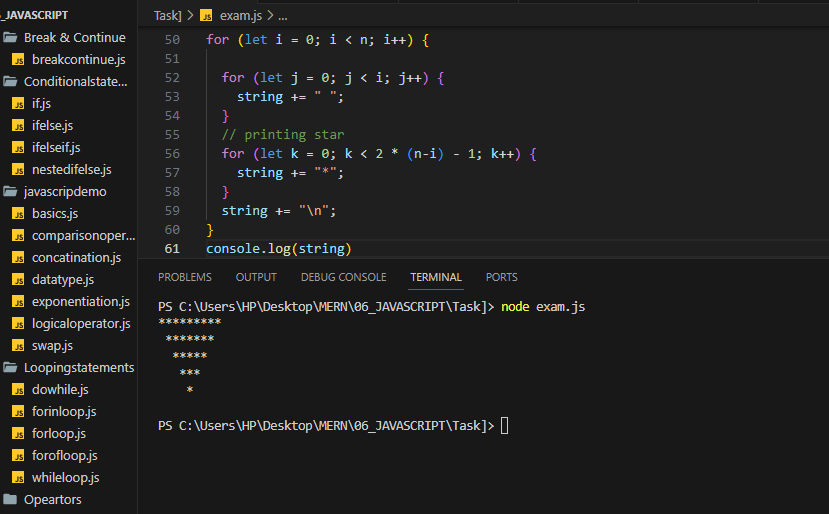 _JAVASCRIPT
Break & Continue
JS breakcontinue.js
Conditionalstate...
JS if.js
JS ifelse.js
JS ifelseif.js
JS nestedifelse.js
javascripdemo
JS basics.js
JS comparisonoper...
JS concatination.js
JS datatype.js
JS exponentiation.js
JS logicaloperator.js
JS swap.js
Loopingstatements
JS dowhile.js
JS forinloop.js
JS forloop.js
JS forofloop.js
JS whileloop.js
Opeartors
Task] > JS exam.js > ...
50 for (let i = 0; i < n; i++) {
51
52 for (let j = 0; j < i; j++) {
53 string += " ";
54 }
55 // printing star
56 for (let k = 0; k < 2 * (n-i) - 1; k++) {
57 string += "*";
58 }
59 string += "\n";
60 }
61 console.log(string)
PROBLEMS OUTPUT DEBUG CONSOLE TERMINAL PORTS
PS C:\Users\HP\Desktop\MERN\06_JAVASCRIPT\Task]> node exam.js
*********
 *******
  *****
   ***
    *
PS C:\Users\HP\Desktop\MERN\06_JAVASCRIPT\Task]>